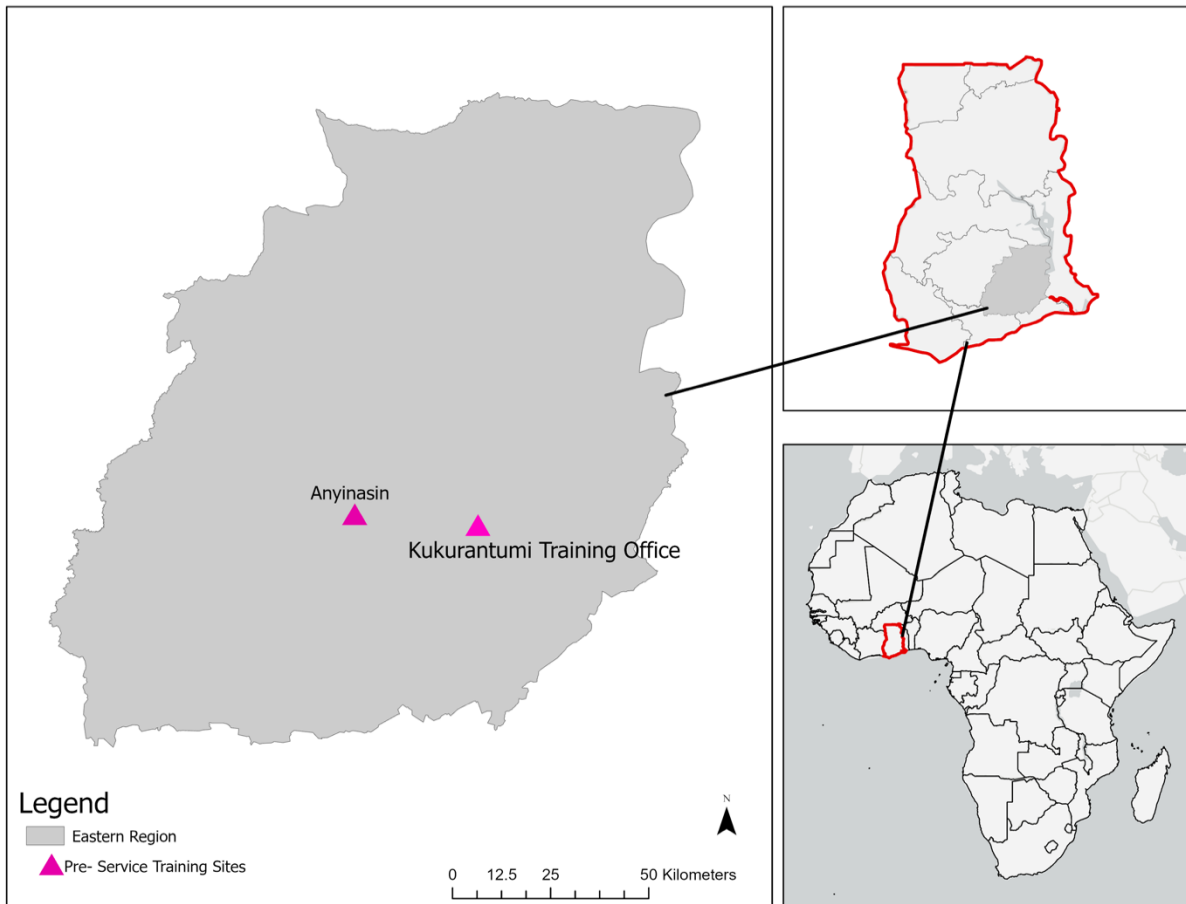 Anyinasin
Kukurantumi Training Office
Legend
Eastern Region
Pre- Service Training Sites
N
0 12.5 25 50 Kilometers